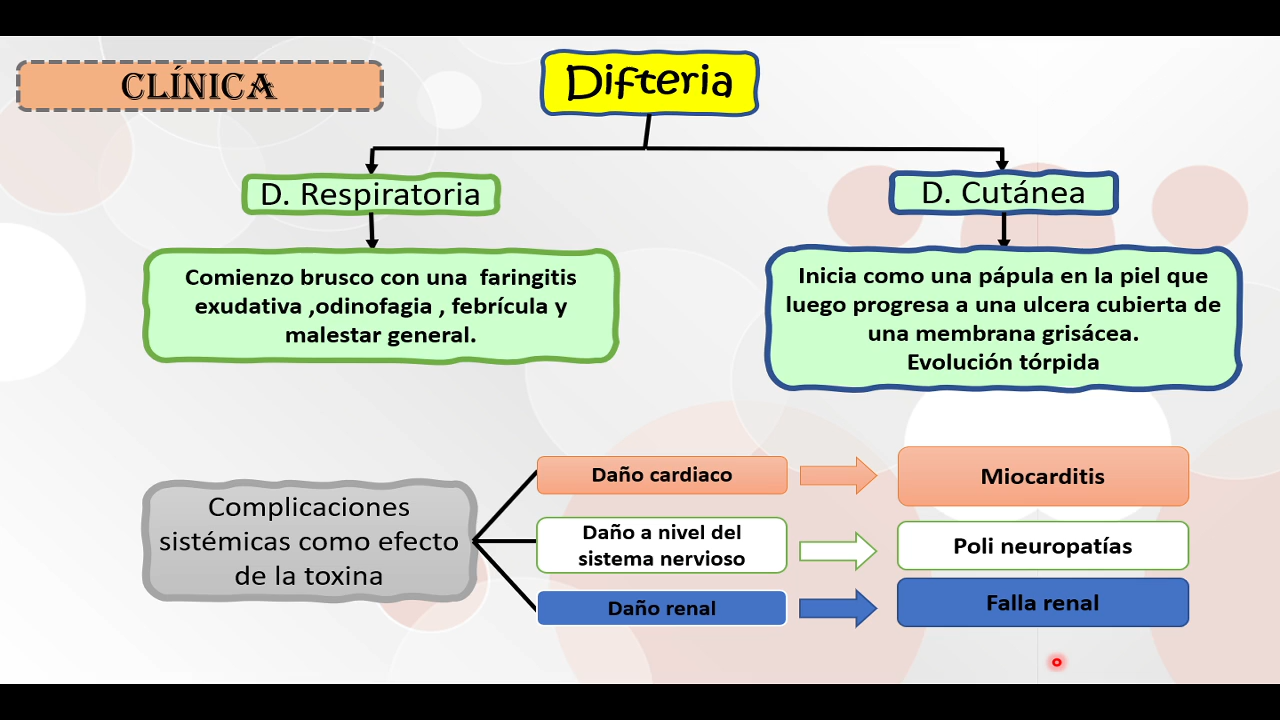 CLÍNICA
Difteria
D. Respiratoria
D. Cutánea
Comienzo brusco con una faringitis
exudativa ,odinofagia , febrícula y
malestar general.
Inicia como una pápula en la piel que
luego progresa a una ulcera cubierta de
una membrana grisácea.
Evolución tórpida
Complicaciones
sistémicas como efecto
de la toxina
Daño cardiaco
Miocarditis
Daño a nivel del
sistema nervioso
Poli neuropatías
Daño renal
Falla renal